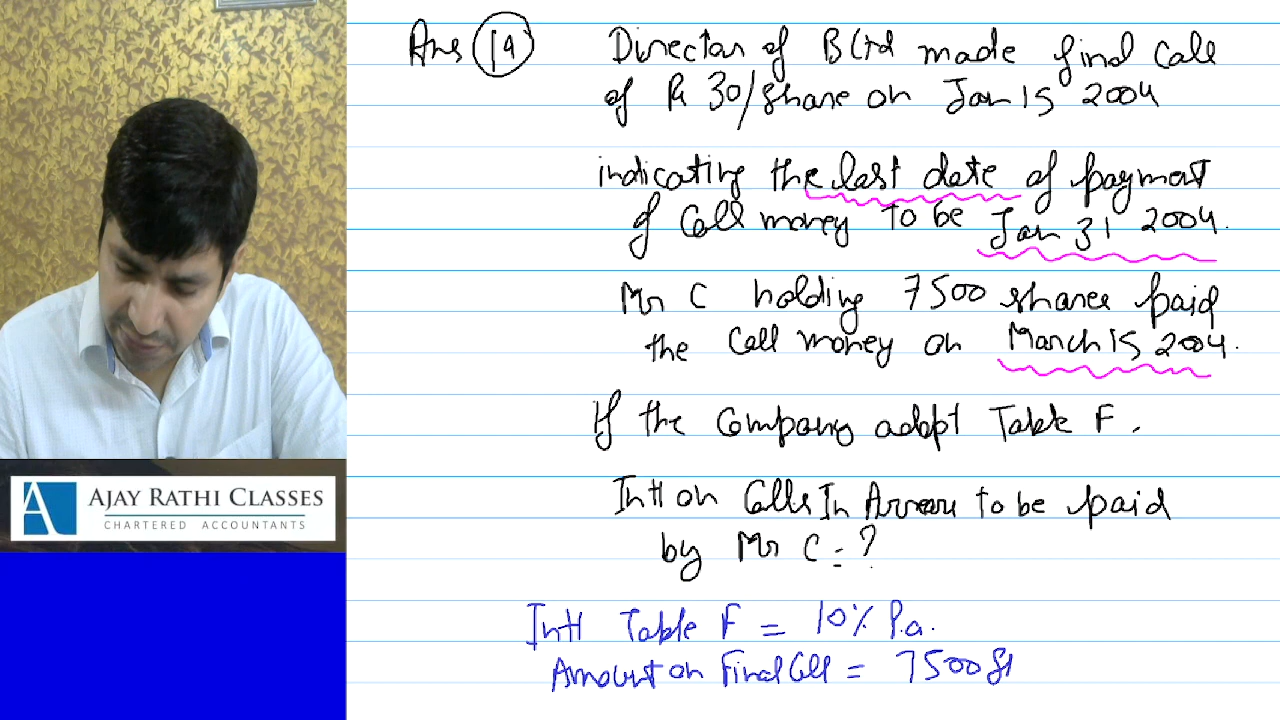 Ans 19
Director of B Ltd made final call
of Rs 30/share on Jan 15 2004
indicating the last date of payment
of Call money to be Jan 31 2004.
Mr C holding 7500 shares paid
the Call money on March 15 2004.
If the Company adopt Table F.
Intt on Calls In Arrears to be paid
by Mr C = ?
AJAY RATHI CLASSES
CHARTERED ACCOUNTANTS
Intt Table F = 10% P.a.
Amount on Final Call = 7500 Sh